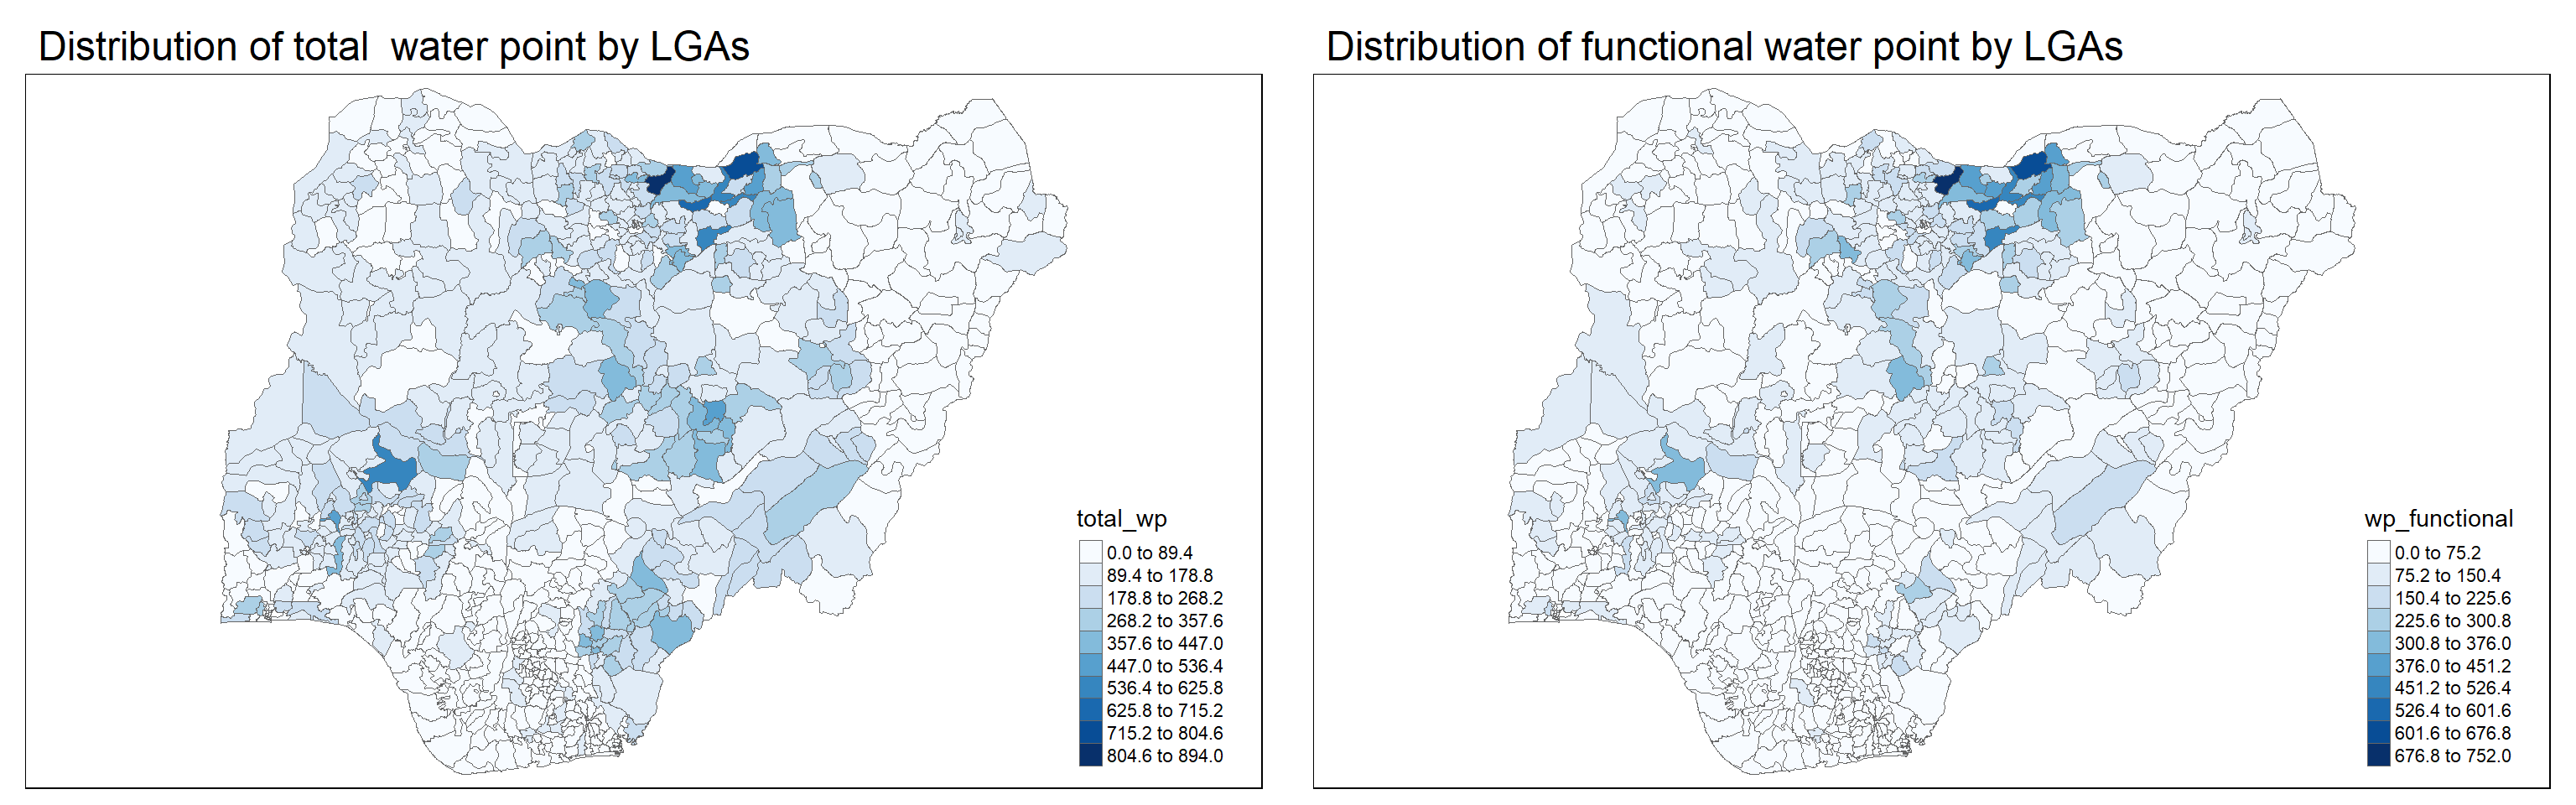 Distribution of total  water point by LGAs
total_wp
0.0 to 89.4
89.4 to 178.8
178.8 to 268.2
268.2 to 357.6
357.6 to 447.0
447.0 to 536.4
536.4 to 625.8
625.8 to 715.2
715.2 to 804.6
804.6 to 894.0
Distribution of functional water point by LGAs
wp_functional
0.0 to 75.2
75.2 to 150.4
150.4 to 225.6
225.6 to 300.8
300.8 to 376.0
376.0 to 451.2
451.2 to 526.4
526.4 to 601.6
601.6 to 676.8
676.8 to 752.0